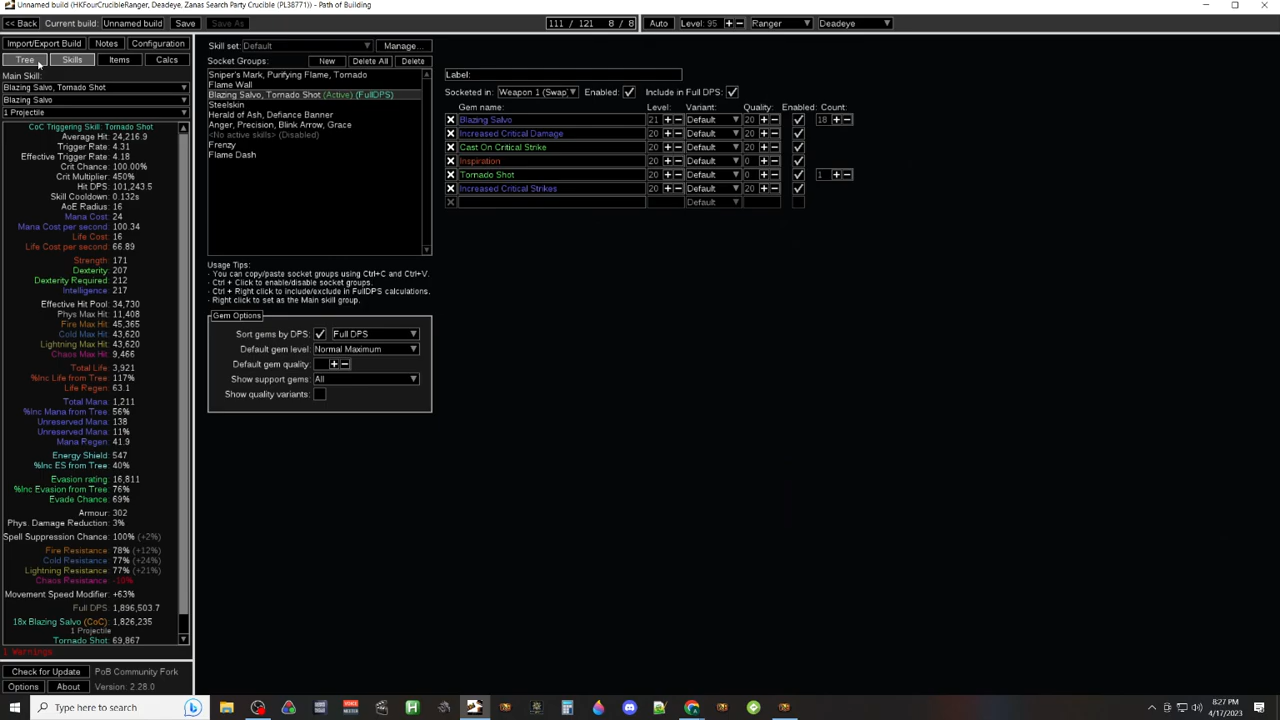 Unnamed build (HKFourCrucibleRanger, Deadeye, Zanas Search Party Crucible (PL38771)) - Path of Building
<< Back Current build: Unnamed build Save Save As 111 / 121 8 / 8 Auto Level: 95 + - Ranger Deadeye
Import/Export Build Notes Configuration
Tree Skills Items Calcs
Main Skill:
Blazing Salvo, Tornado Shot
Blazing Salvo
1 Projectile
CoC Triggering Skill: Tornado Shot
Average Hit: 24,216.9
Trigger Rate: 4.31
Effective Trigger Rate: 4.18
Crit Chance: 100.00%
Crit Multiplier: 450%
Hit DPS: 101,243.5
Skill Cooldown: 0.132s
AoE Radius: 16
Mana Cost: 24
Mana Cost per second: 100.34
Life Cost: 16
Life Cost per second: 66.89
Strength: 171
Dexterity: 207
Dexterity Required: 212
Intelligence: 217
Effective Hit Pool: 34,730
Phys Max Hit: 11,408
Fire Max Hit: 45,365
Cold Max Hit: 43,620
Lightning Max Hit: 43,620
Chaos Max Hit: 9,466
Total Life: 3,921
%Inc Life from Tree: 117%
Life Regen: 63.1
Total Mana: 1,211
%Inc Mana from Tree: 56%
Unreserved Mana: 138
Unreserved Mana: 11%
Mana Regen: 41.9
Energy Shield: 547
%Inc ES from Tree: 40%
Evasion rating: 16,811
%Inc Evasion from Tree: 76%
Evade Chance: 69%
Armour: 302
Phys. Damage Reduction: 3%
Spell Suppression Chance: 100% (+2%)
Fire Resistance: 78% (+12%)
Cold Resistance: 77% (+24%)
Lightning Resistance: 77% (+21%)
Chaos Resistance: -10%
Movement Speed Modifier: +63%
Full DPS: 1,896,503.7
18x Blazing Salvo (CoC) 1,826,235
1 Projectile
Tornado Shot: 69,867
1 Warnings
Check for Update PoB Community Fork
Options About Version: 2.28.0
Skill set: Default Manage...
Socket Groups: New Delete All Delete
Sniper's Mark, Purifying Flame, Tornado
Flame Wall
Blazing Salvo, Tornado Shot (Active) (FullDPS)
Steelskin
Herald of Ash, Defiance Banner
Anger, Precision, Blink Arrow, Grace
<No active skills> (Disabled)
Frenzy
Flame Dash
Usage Tips:
- You can copy/paste socket groups using Ctrl+C and Ctrl+V.
- Ctrl + Click to enable/disable socket groups.
- Ctrl + Right click to include/exclude in FullDPS calculations.
- Right click to set as the Main skill group.
Gem Options
Sort gems by DPS: Full DPS
Default gem level: Normal Maximum
Default gem quality: + -
Show support gems: All
Show quality variants:
Label:
Socketed in: Weapon 1 (Swap) Enabled: Include in Full DPS:
Gem name: Level: Variant: Quality: Enabled: Count:
X Blazing Salvo 21 + - Default 20 + - 18 + -
X Increased Critical Damage 20 + - Default 20 + -
X Cast On Critical Strike 20 + - Default 20 + -
X Inspiration 20 + - Default 0 + -
X Tornado Shot 20 + - Default 0 + - 1 + -
X Increased Critical Strikes 20 + - Default 20 + -
X + - Default + -
Type here to search
8:27 PM
4/17/2023